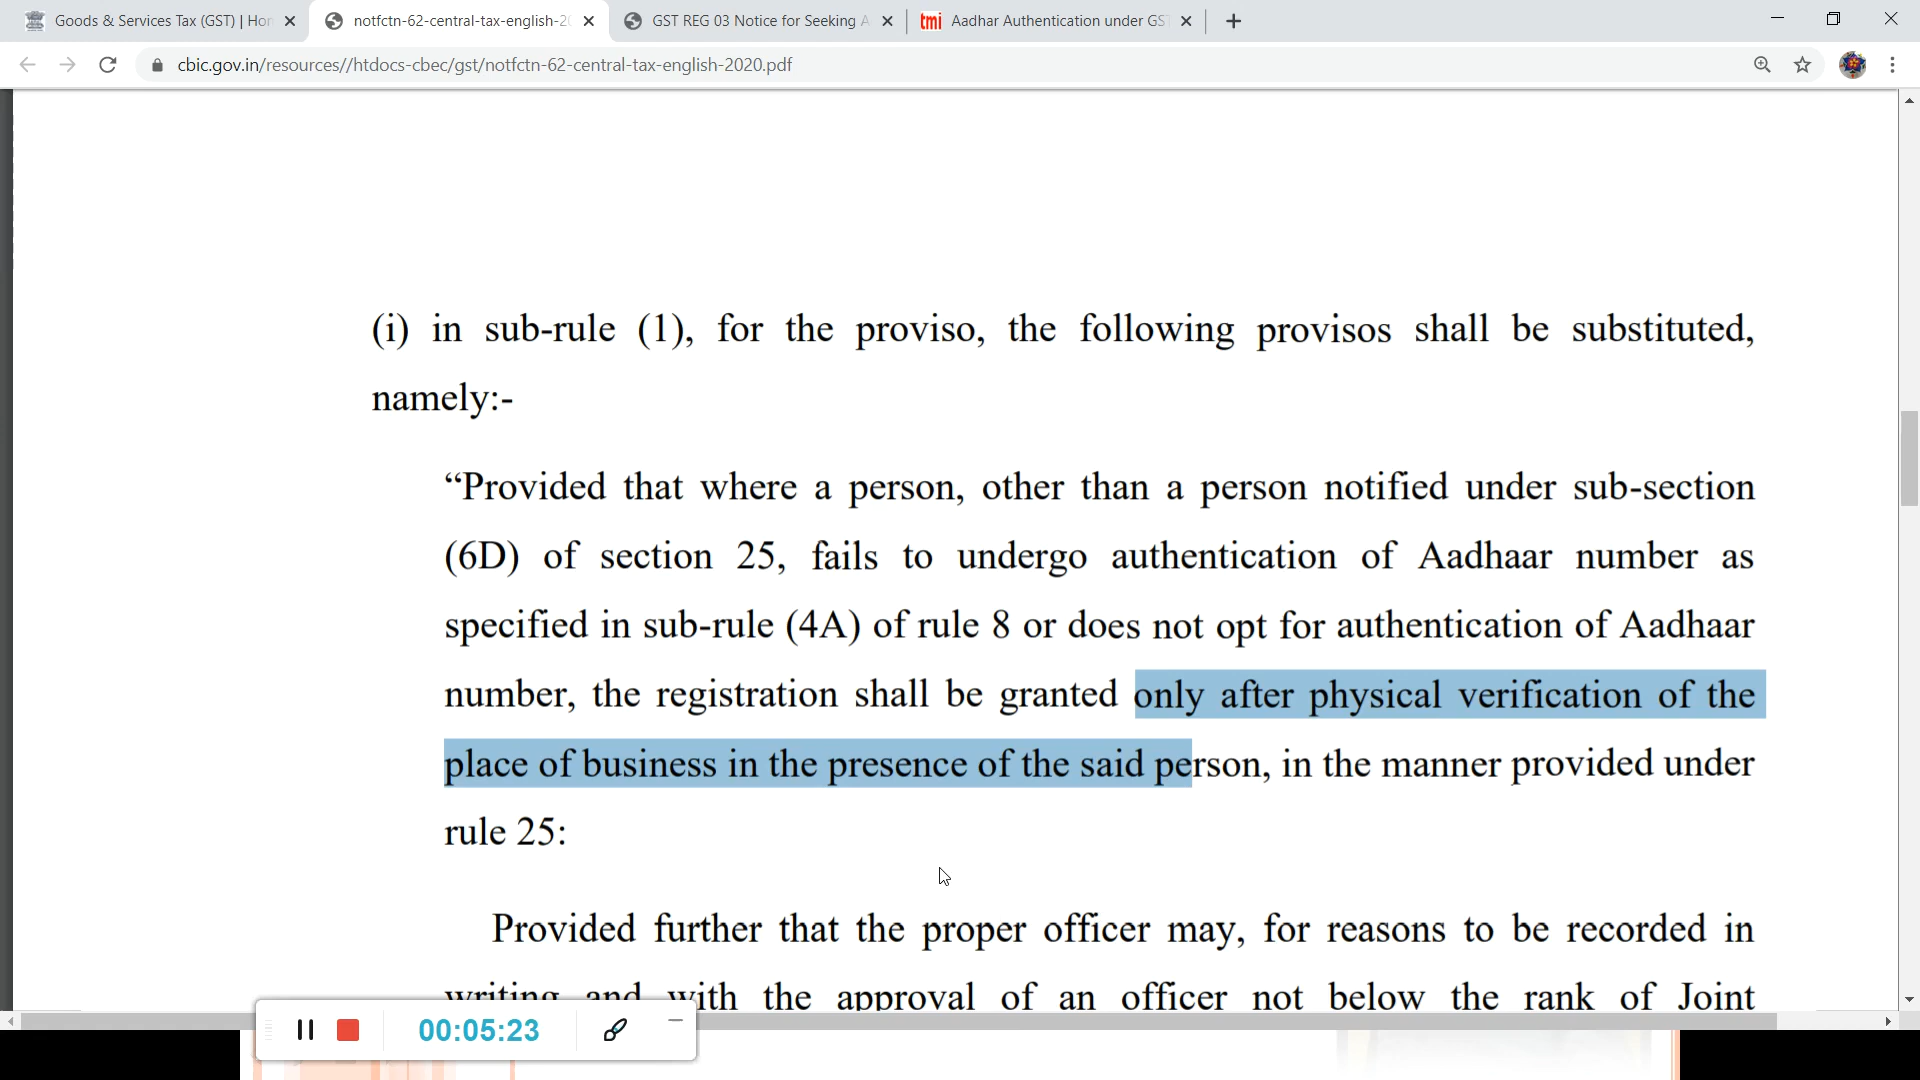 Goods & Services Tax (GST) | Hor
notfctn-62-central-tax-english-20
GST REG 03 Notice for Seeking A
tmi Aadhar Authentication under GST
cbic.gov.in/resources//htdocs-cbec/gst/notfctn-62-central-tax-english-2020.pdf
(i) in sub-rule (1), for the proviso, the following provisos shall be substituted,
namely:-
“Provided that where a person, other than a person notified under sub-section
(6D) of section 25, fails to undergo authentication of Aadhaar number as
specified in sub-rule (4A) of rule 8 or does not opt for authentication of Aadhaar
number, the registration shall be granted only after physical verification of the
place of business in the presence of the said person, in the manner provided under
rule 25:
Provided further that the proper officer may, for reasons to be recorded in
writing and with the approval of an officer not below the rank of Joint
00:05:23